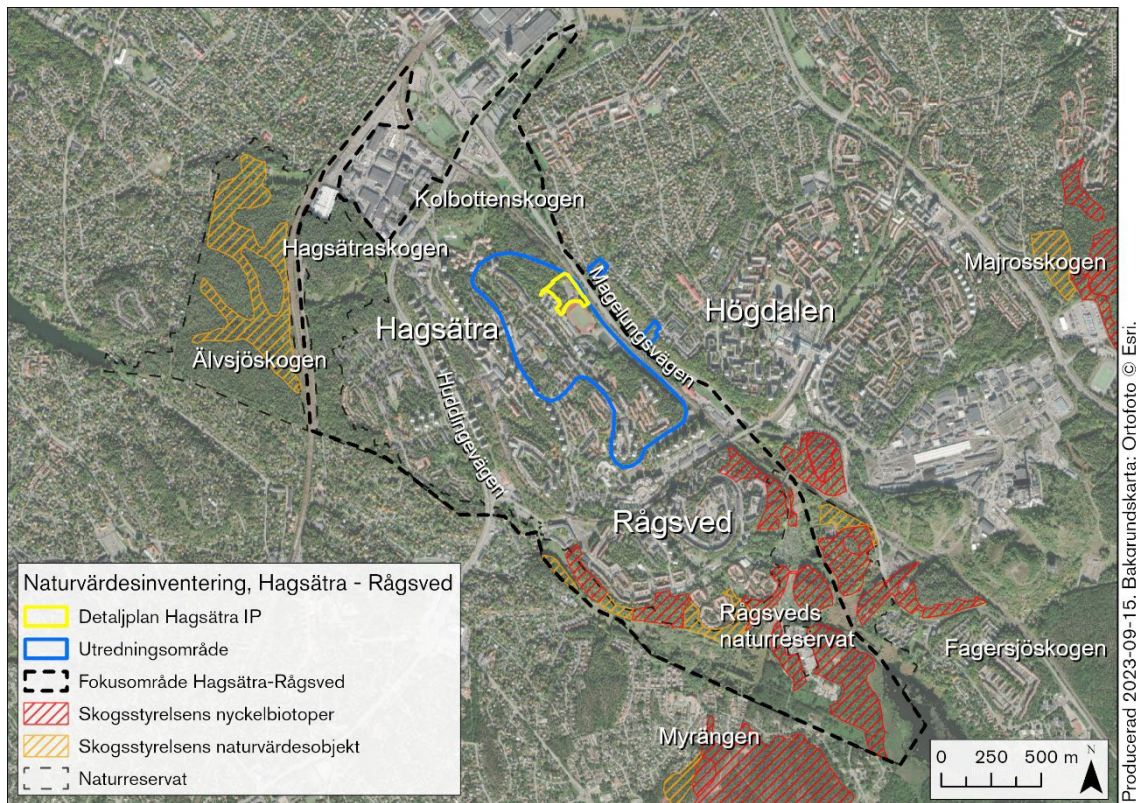 Kolbottenskogen
Hagsätraskogen
Majrosskogen
Magelungsvägen
Högdalen
Hagsätra
Älvsjöskogen
Huddingevägen
Rågsved
Rågsveds
naturreservat
Fagersjöskogen
Myrängen
Naturvärdesinventering, Hagsätra - Rågsved
Detaljplan Hagsätra IP
Utredningsområde
Fokusområde Hagsätra-Rågsved
Skogsstyrelsens nyckelbiotoper
Skogsstyrelsens naturvärdesobjekt
Naturreservat
0 250 500 m
N
Producerad 2023-09-15. Bakgrundskarta: Ortofoto © Esri.